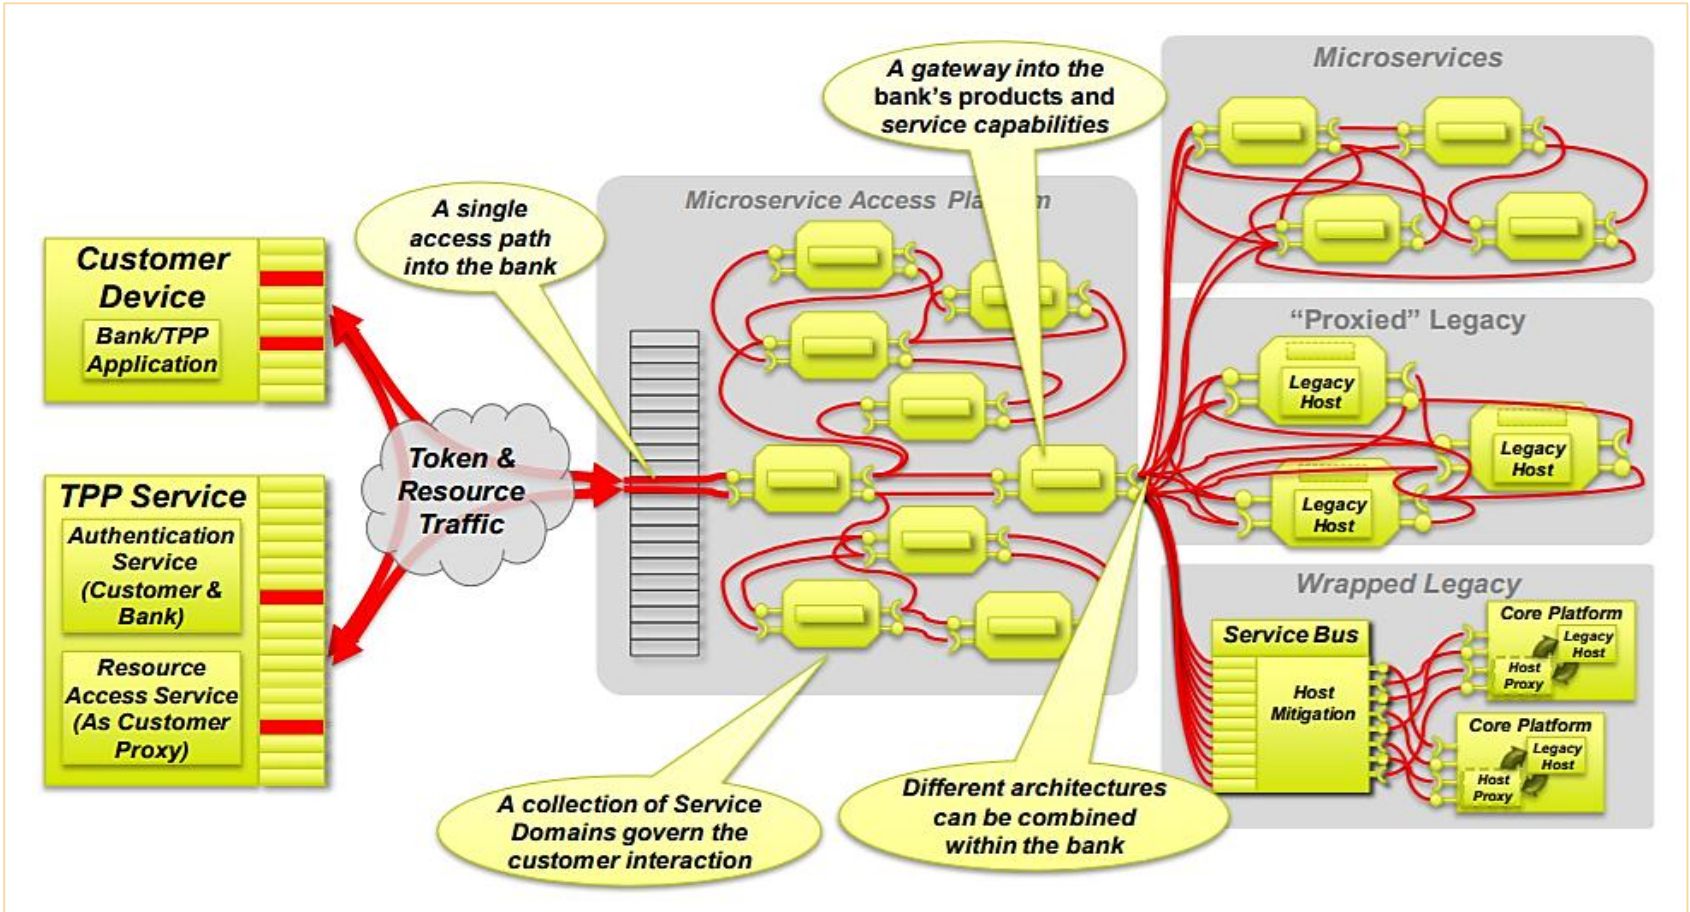 Customer
Device
Bank/TPP
Application
TPP Service
Authentication
Service
(Customer &
Bank)
Resource
Access Service
(As Customer
Proxy)
Token &
Resource
Traffic
A single
access path
into the bank
Microservice Access Platform
A gateway into the
bank's products and
service capabilities
A collection of Service
Domains govern the
customer interaction
Different architectures
can be combined
within the bank
Microservices
“Proxied” Legacy
Legacy
Host
Legacy
Host
Legacy
Host
Wrapped Legacy
Service Bus
Host
Mitigation
Core Platform
Legacy
Host
Host
Proxy
Core Platform
Legacy
Host
Host
Proxy